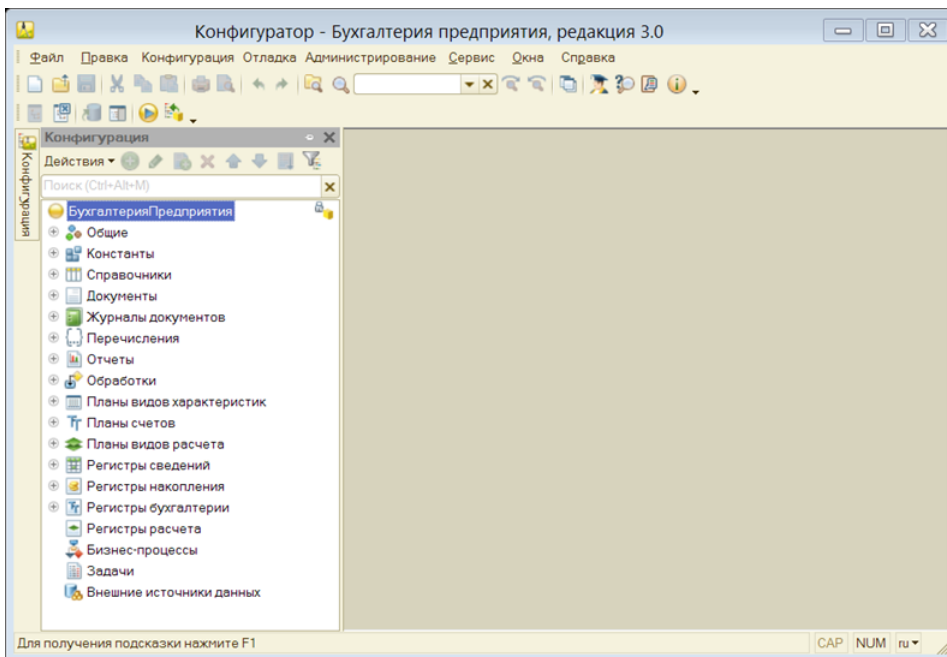 Конфигуратор - Бухгалтерия предприятия, редакция 3.0
Файл Правка Конфигурация Отладка Администрирование Сервис Окна Справка
Конфигурация
Конфигурация
Действия
Поиск (Ctrl+Alt+M)
БухгалтерияПредприятия
Общие
Константы
Справочники
Документы
Журналы документов
Перечисления
Отчеты
Обработки
Планы видов характеристик
Планы счетов
Планы видов расчета
Регистры сведений
Регистры накопления
Регистры бухгалтерии
Регистры расчета
Бизнес-процессы
Задачи
Внешние источники данных
Для получения подсказки нажмите F1
CAP NUM ru